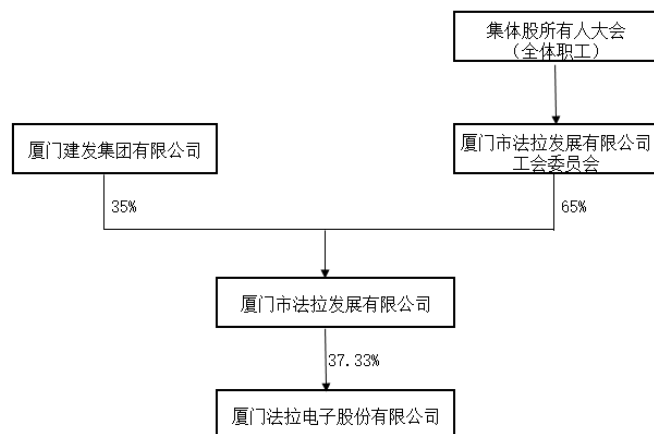 集体股所有人大会
（全体职工）
厦门建发集团有限公司
厦门市法拉发展有限公司
工会委员会
35%
65%
厦门市法拉发展有限公司
37.33%
厦门法拉电子股份有限公司